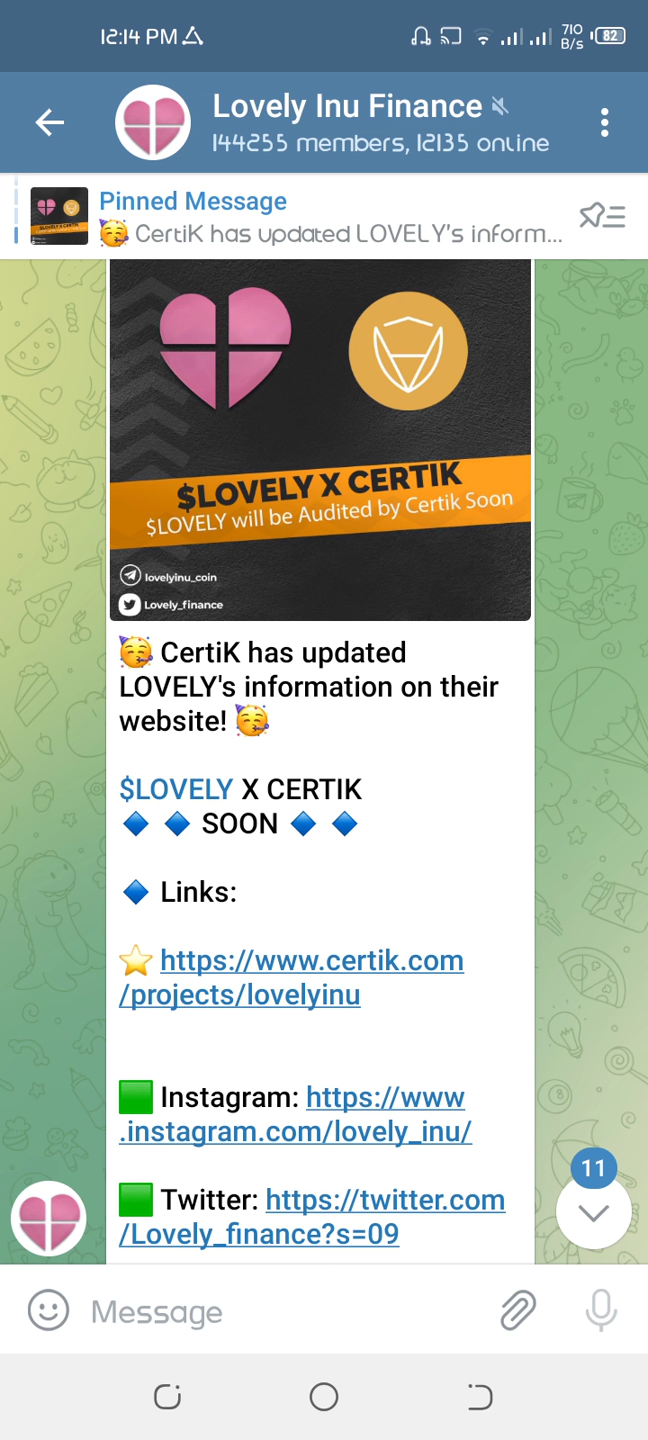 12:14 PM
710 B/s
82
Lovely Inu Finance
144255 members, 12135 online
Pinned Message
🥳 CertiK has updated LOVELY's inform...
$LOVELY X CERTIK
$LOVELY will be Audited by Certik Soon
lovelyinu_coin
Lovely_finance
🥳 CertiK has updated
LOVELY's information on their
website! 🥳
$LOVELY X CERTIK
🔹 🔹 SOON 🔹 🔹
🔹 Links:
⭐ https://www.certik.com
/projects/lovelyinu
🟩 Instagram: https://www
.instagram.com/lovely_inu/
🟩 Twitter: https://twitter.com
/Lovely_finance?s=09
11
Message